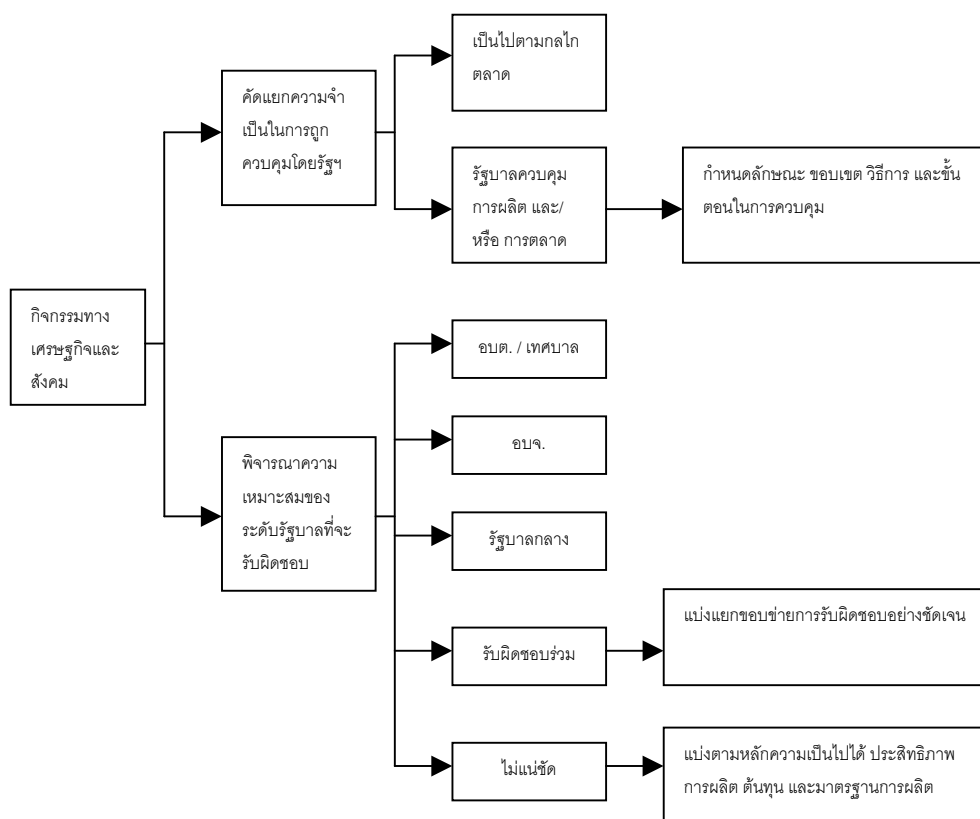 เป็นไปตามกลไก
ตลาด
คัดแยกความจำ
เป็นในการถูก
ควบคุมโดยรัฐฯ
รัฐบาลควบคุม
การผลิต และ/
หรือ การตลาด
กำหนดลักษณะ ขอบเขต วิธีการ และขั้น
ตอนในการควบคุม
กิจกรรมทาง
เศรษฐกิจและ
สังคม
อบต. / เทศบาล
อบจ.
พิจารณาความ
เหมาะสมของ
ระดับรัฐบาลที่จะ
รับผิดชอบ
รัฐบาลกลาง
รับผิดชอบร่วม
แบ่งแยกขอบข่ายการรับผิดชอบอย่างชัดเจน
ไม่แน่ชัด
แบ่งตามหลักความเป็นไปได้ ประสิทธิภาพ
การผลิต ต้นทุน และมาตรฐานการผลิต